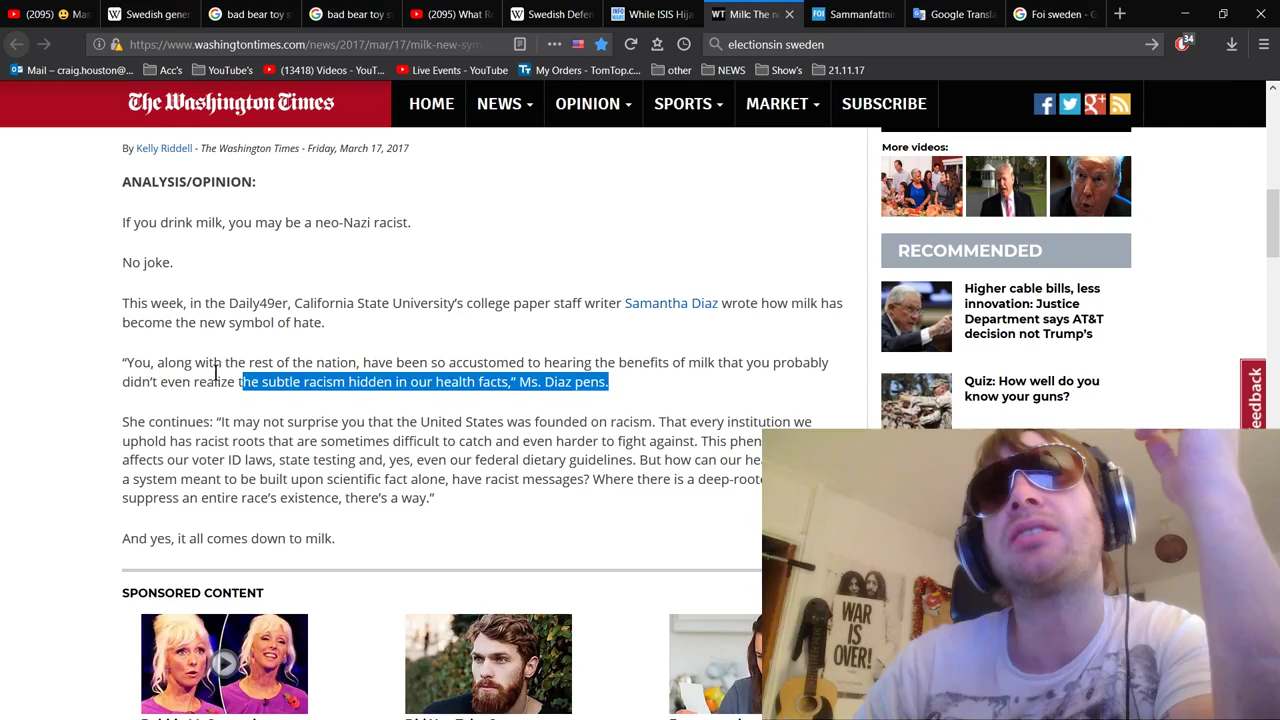 (2095) 😀 Mas
Swedish gener
bad bear toy s
bad bear toy st
(2095) What R
Swedish Defen
While ISIS Hija
WT Milk: The n
FOI Sammanfattnir
Google Transla
Foi sweden - G
https://www.washingtontimes.com/news/2017/mar/17/milk-new-sym
electionsin sweden
34
Mail – craig.houston@...
Acc's
YouTube's
(13418) Videos - YouT...
Live Events - YouTube
My Orders - TomTop.c...
other
NEWS
Show's
21.11.17
The Washington Times
HOME
NEWS
OPINION
SPORTS
MARKET
SUBSCRIBE
By Kelly Riddell - The Washington Times - Friday, March 17, 2017
ANALYSIS/OPINION:
If you drink milk, you may be a neo-Nazi racist.
No joke.
This week, in the Daily49er, California State University's college paper staff writer Samantha Diaz wrote how milk has
become the new symbol of hate.
“You, along with the rest of the nation, have been so accustomed to hearing the benefits of milk that you probably
didn’t even realize the subtle racism hidden in our health facts,” Ms. Diaz pens.
She continues: “It may not surprise you that the United States was founded on racism. That every institution we
uphold has racist roots that are sometimes difficult to catch and even harder to fight against. This phen
affects our voter ID laws, state testing and, yes, even our federal dietary guidelines. But how can our hea
a system meant to be built upon scientific fact alone, have racist messages? Where there is a deep-roote
suppress an entire race’s existence, there’s a way.”
And yes, it all comes down to milk.
SPONSORED CONTENT
More videos:
RECOMMENDED
Higher cable bills, less
innovation: Justice
Department says AT&T
decision not Trump's
Quiz: How well do you
know your guns?
eedback
WAR
IS
OVER!